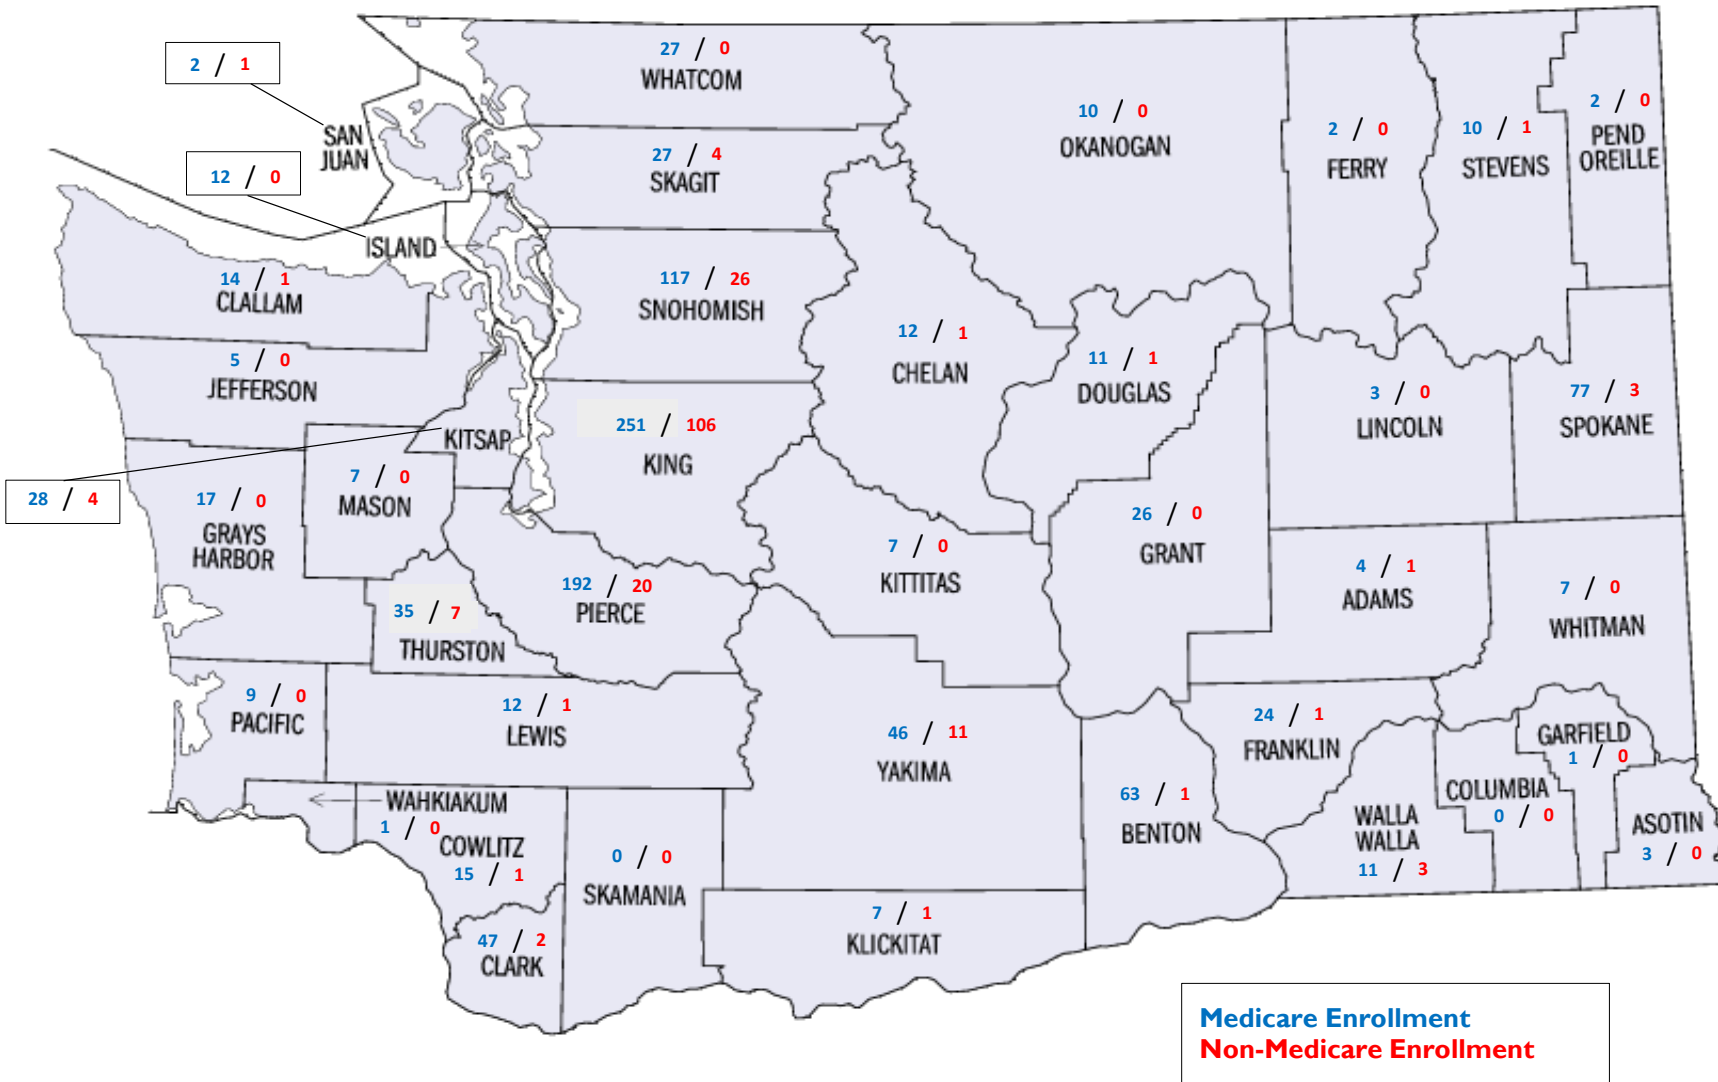 27 / 0
WHATCOM
2 / 1
SAN
JUAN
10 / 0
OKANOGAN
2 / 0
FERRY
10 / 1
STEVENS
2 / 0
PEND
OREILLE
27 / 4
SKAGIT
12 / 0
ISLAND
14 / 1
CLALLAM
117 / 26
SNOHOMISH
12 / 1
CHELAN
11 / 1
DOUGLAS
5 / 0
JEFFERSON
3 / 0
LINCOLN
77 / 3
SPOKANE
251 / 106
KING
KITSAP
28 / 4
7 / 0
MASON
17 / 0
GRAYS
HARBOR
26 / 0
GRANT
7 / 0
KITTITAS
4 / 1
ADAMS
7 / 0
WHITMAN
192 / 20
PIERCE
35 / 7
THURSTON
9 / 0
PACIFIC
12 / 1
LEWIS
46 / 11
YAKIMA
24 / 1
FRANKLIN
GARFIELD
1 / 0
63 / 1
BENTON
COLUMBIA
0 / 0
WALLA
WALLA
11 / 3
ASOTIN
3 / 0
WAHKIAKUM
1 / 0
COWLITZ
15 / 1
0 / 0
SKAMANIA
47 / 2
CLARK
7 / 1
KLICKITAT
Medicare Enrollment
Non-Medicare Enrollment